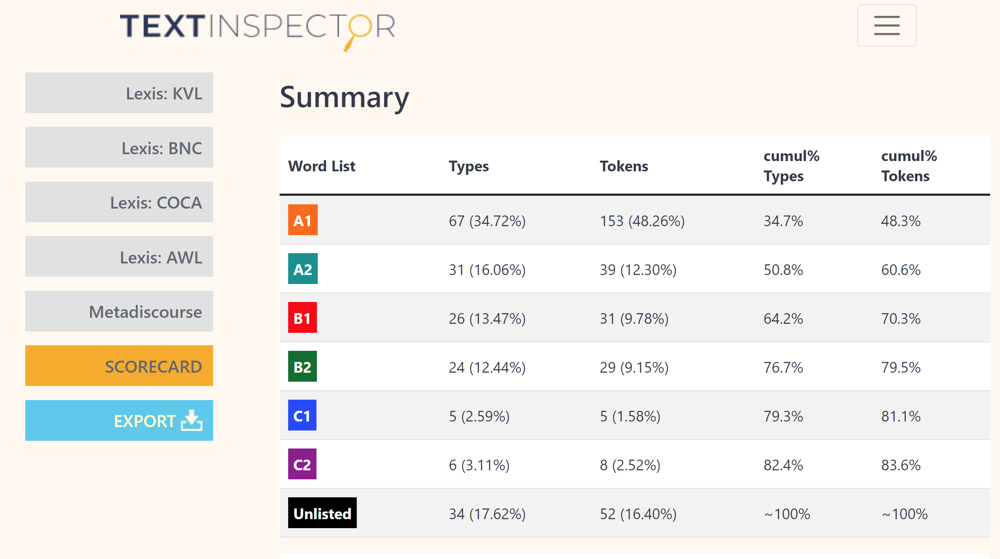 TEXTINSPECTOR
Lexis: KVL
Lexis: BNC
Lexis: COCA
Lexis: AWL
Metadiscourse
SCORECARD
EXPORT
Summary
Word List Types Tokens cumul% Types cumul% Tokens
A1 67 (34.72%) 153 (48.26%) 34.7% 48.3%
A2 31 (16.06%) 39 (12.30%) 50.8% 60.6%
B1 26 (13.47%) 31 (9.78%) 64.2% 70.3%
B2 24 (12.44%) 29 (9.15%) 76.7% 79.5%
C1 5 (2.59%) 5 (1.58%) 79.3% 81.1%
C2 6 (3.11%) 8 (2.52%) 82.4% 83.6%
Unlisted 34 (17.62%) 52 (16.40%) ~100% ~100%